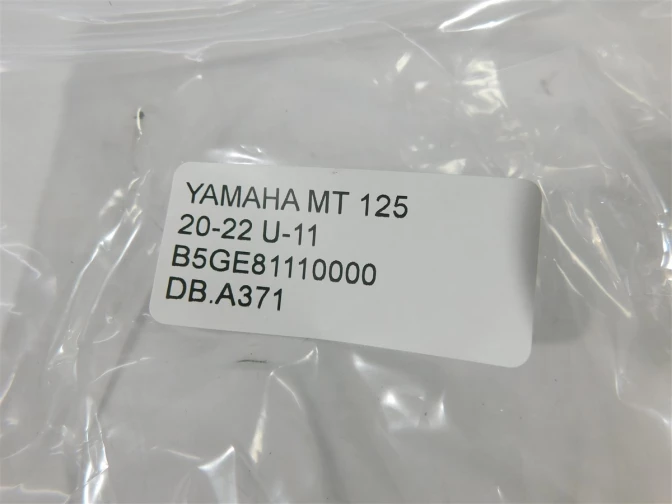 YAMAHA MT 125
20-22 U-11
B5GE81110000
DB.A371